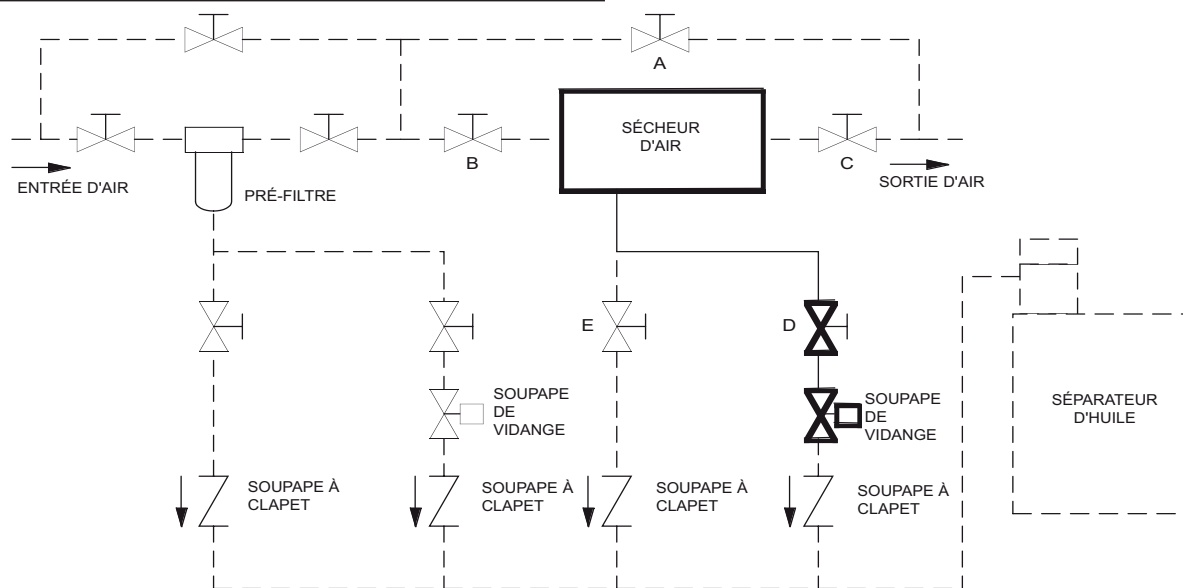 A
SÉCHEUR
D'AIR
B
C
ENTRÉE D'AIR
PRÉ-FILTRE
SORTIE D'AIR
E
D
SOUPAPE
DE
VIDANGE
SOUPAPE
DE
VIDANGE
SÉPARATEUR
D'HUILE
SOUPAPE À
CLAPET
SOUPAPE À
CLAPET
SOUPAPE À
CLAPET
SOUPAPE À
CLAPET